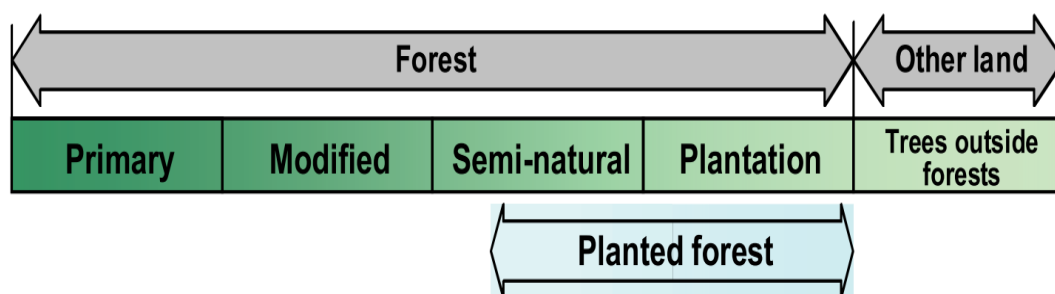 Forest
Other land
Primary
Modified
Semi-natural
Plantation
Trees outside
forests
Planted forest